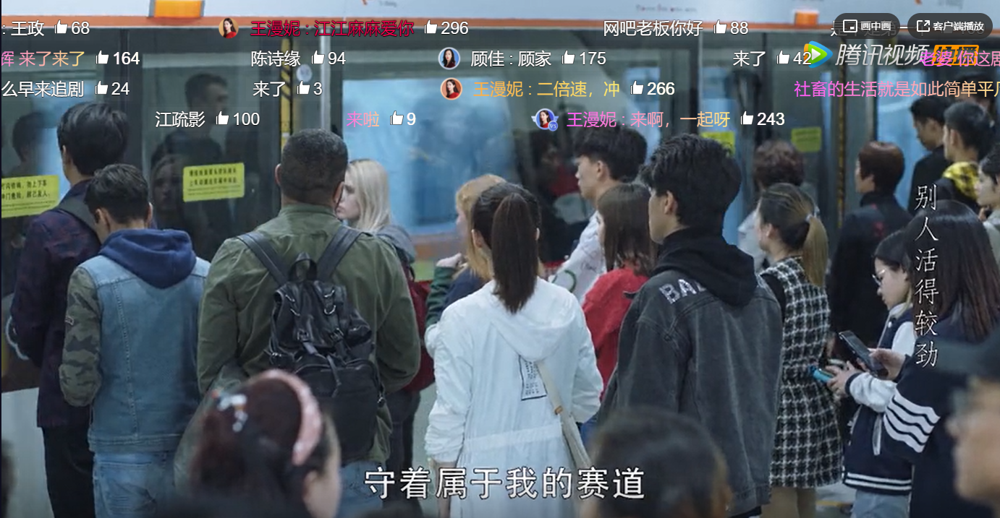 : 王政 68
王漫妮 : 江江麻麻爱你 296
网吧老板你好 88
画中画
客户端播放
辉 来了来了 164
陈诗缘 94
顾佳 : 顾家 175
来了 42
腾讯视频
么早来追剧 24
来了 3
王漫妮 : 二倍速，冲 266
社畜的生活就是如此简单平凡
江疏影 100
来啦 9
王漫妮 : 来啊，一起呀 243
别人活得较劲
BA
守着属于我的赛道